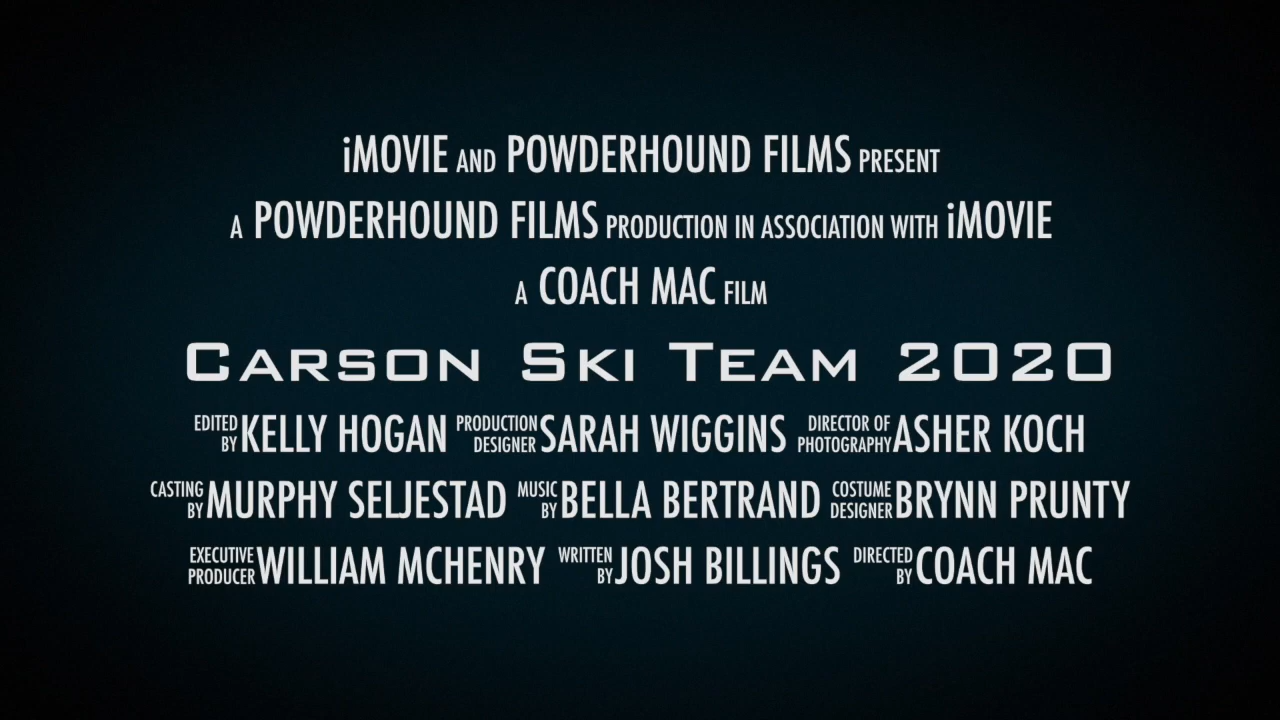 iMOVIE AND POWDERHOUND FILMS PRESENT
A POWDERHOUND FILMS PRODUCTION IN ASSOCIATION WITH iMOVIE
A COACH MAC FILM
CARSON SKI TEAM 2020
EDITED BY KELLY HOGAN PRODUCTION DESIGNER SARAH WIGGINS DIRECTOR OF PHOTOGRAPHY ASHER KOCH
CASTING BY MURPHY SELJESTAD MUSIC BY BELLA BERTRAND COSTUME DESIGNER BRYNN PRUNTY
EXECUTIVE PRODUCER WILLIAM MCHENRY WRITTEN BY JOSH BILLINGS DIRECTED BY COACH MAC